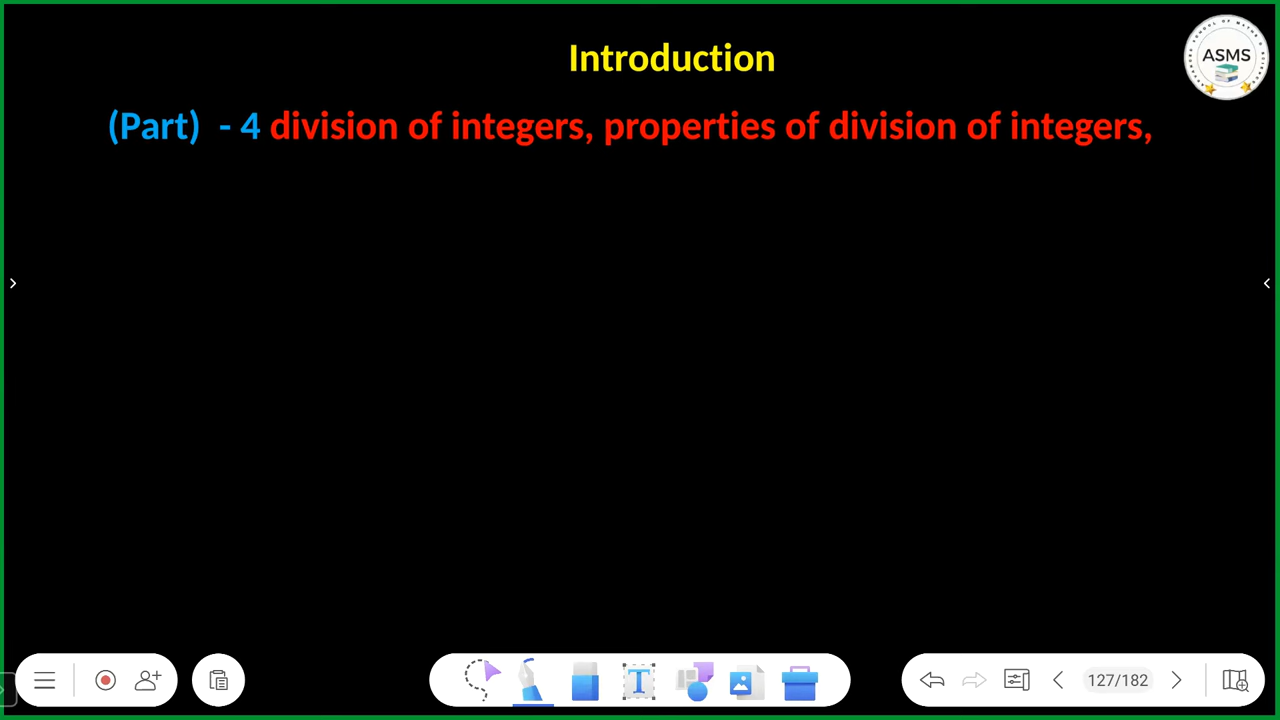 Introduction
ASMS
(Part) - 4 division of integers, properties of division of integers,
127/182